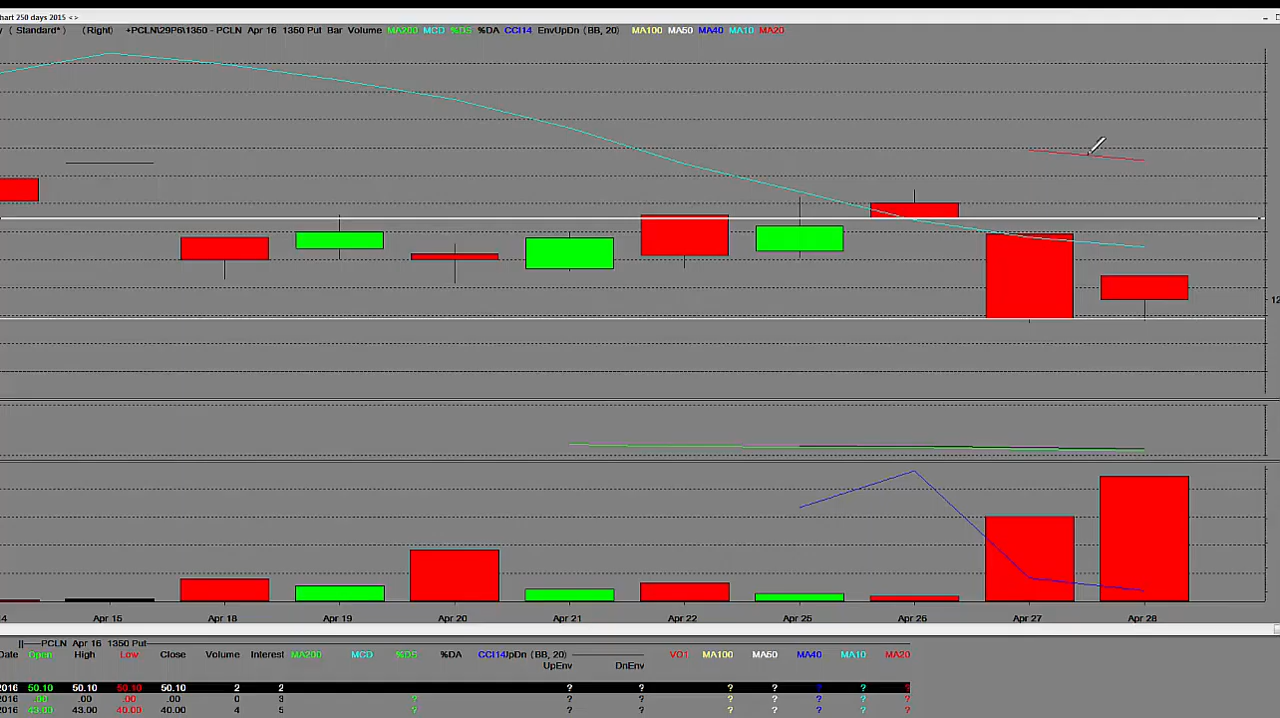 hart 250 days 2015 <>
y ( Standard* ) (Right) +PCLN\29P6\1350 - PCLN Apr 16 1350 Put Bar Volume MA200 MCD %DS %DA CCI14 EnvUpDn (BB, 20) MA100 MA50 MA40 MA10 MA20
12
14 Apr 15 Apr 18 Apr 19 Apr 20 Apr 21 Apr 22 Apr 25 Apr 26 Apr 27 Apr 28
||----PCLN Apr 16 1350 Put
Date Open High Low Close Volume Interest MA200 MCD %DS %DA CCI14 UpDn (BB, 20) VO1 MA100 MA50 MA40 MA10 MA20
UpEnv DnEnv
2016 50.10 50.10 50.10 50.10 2 2 ? ? ? ? ? ? ?
2016 .00 .00 .00 .00 0 3 ? ? ? ? ? ? ? ?
2016 43.00 43.00 40.00 40.00 4 5 ? ? ? ? ? ? ? ?